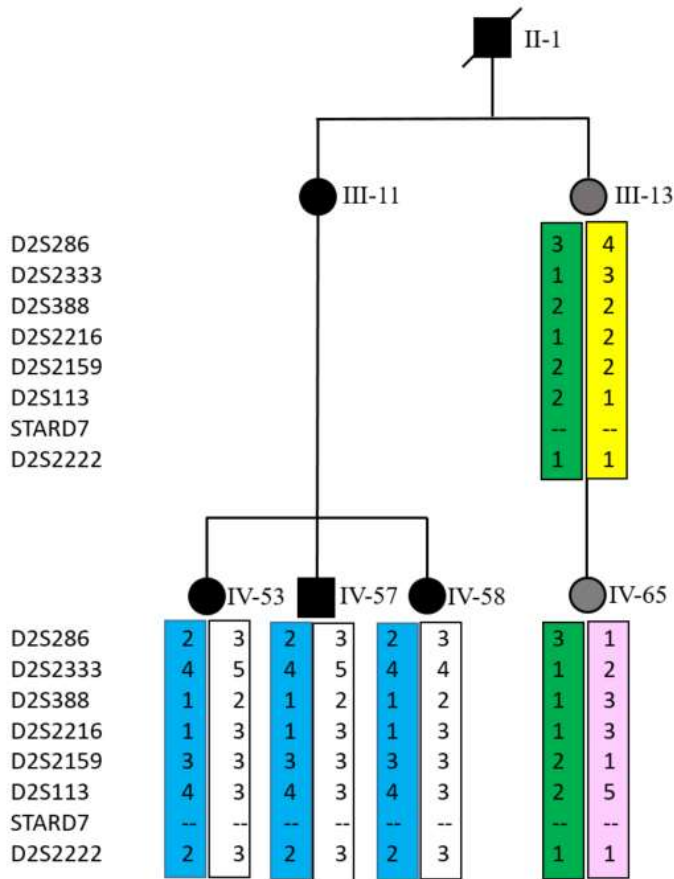 II-1
III-11 III-13
D2S286 3 4
D2S2333 1 3
D2S388 2 2
D2S2216 1 2
D2S2159 2 2
D2S113 2 1
STARD7 -- --
D2S2222 1 1
IV-53 IV-57 IV-58 IV-65
D2S286 2 3 2 3 2 3 3 1
D2S2333 4 5 4 5 4 4 1 2
D2S388 1 2 1 2 1 2 1 3
D2S2216 1 3 1 3 1 3 1 3
D2S2159 3 3 3 3 3 3 2 1
D2S113 4 3 4 3 4 3 2 5
STARD7 -- -- -- -- -- -- -- --
D2S2222 2 3 2 3 2 3 1 1